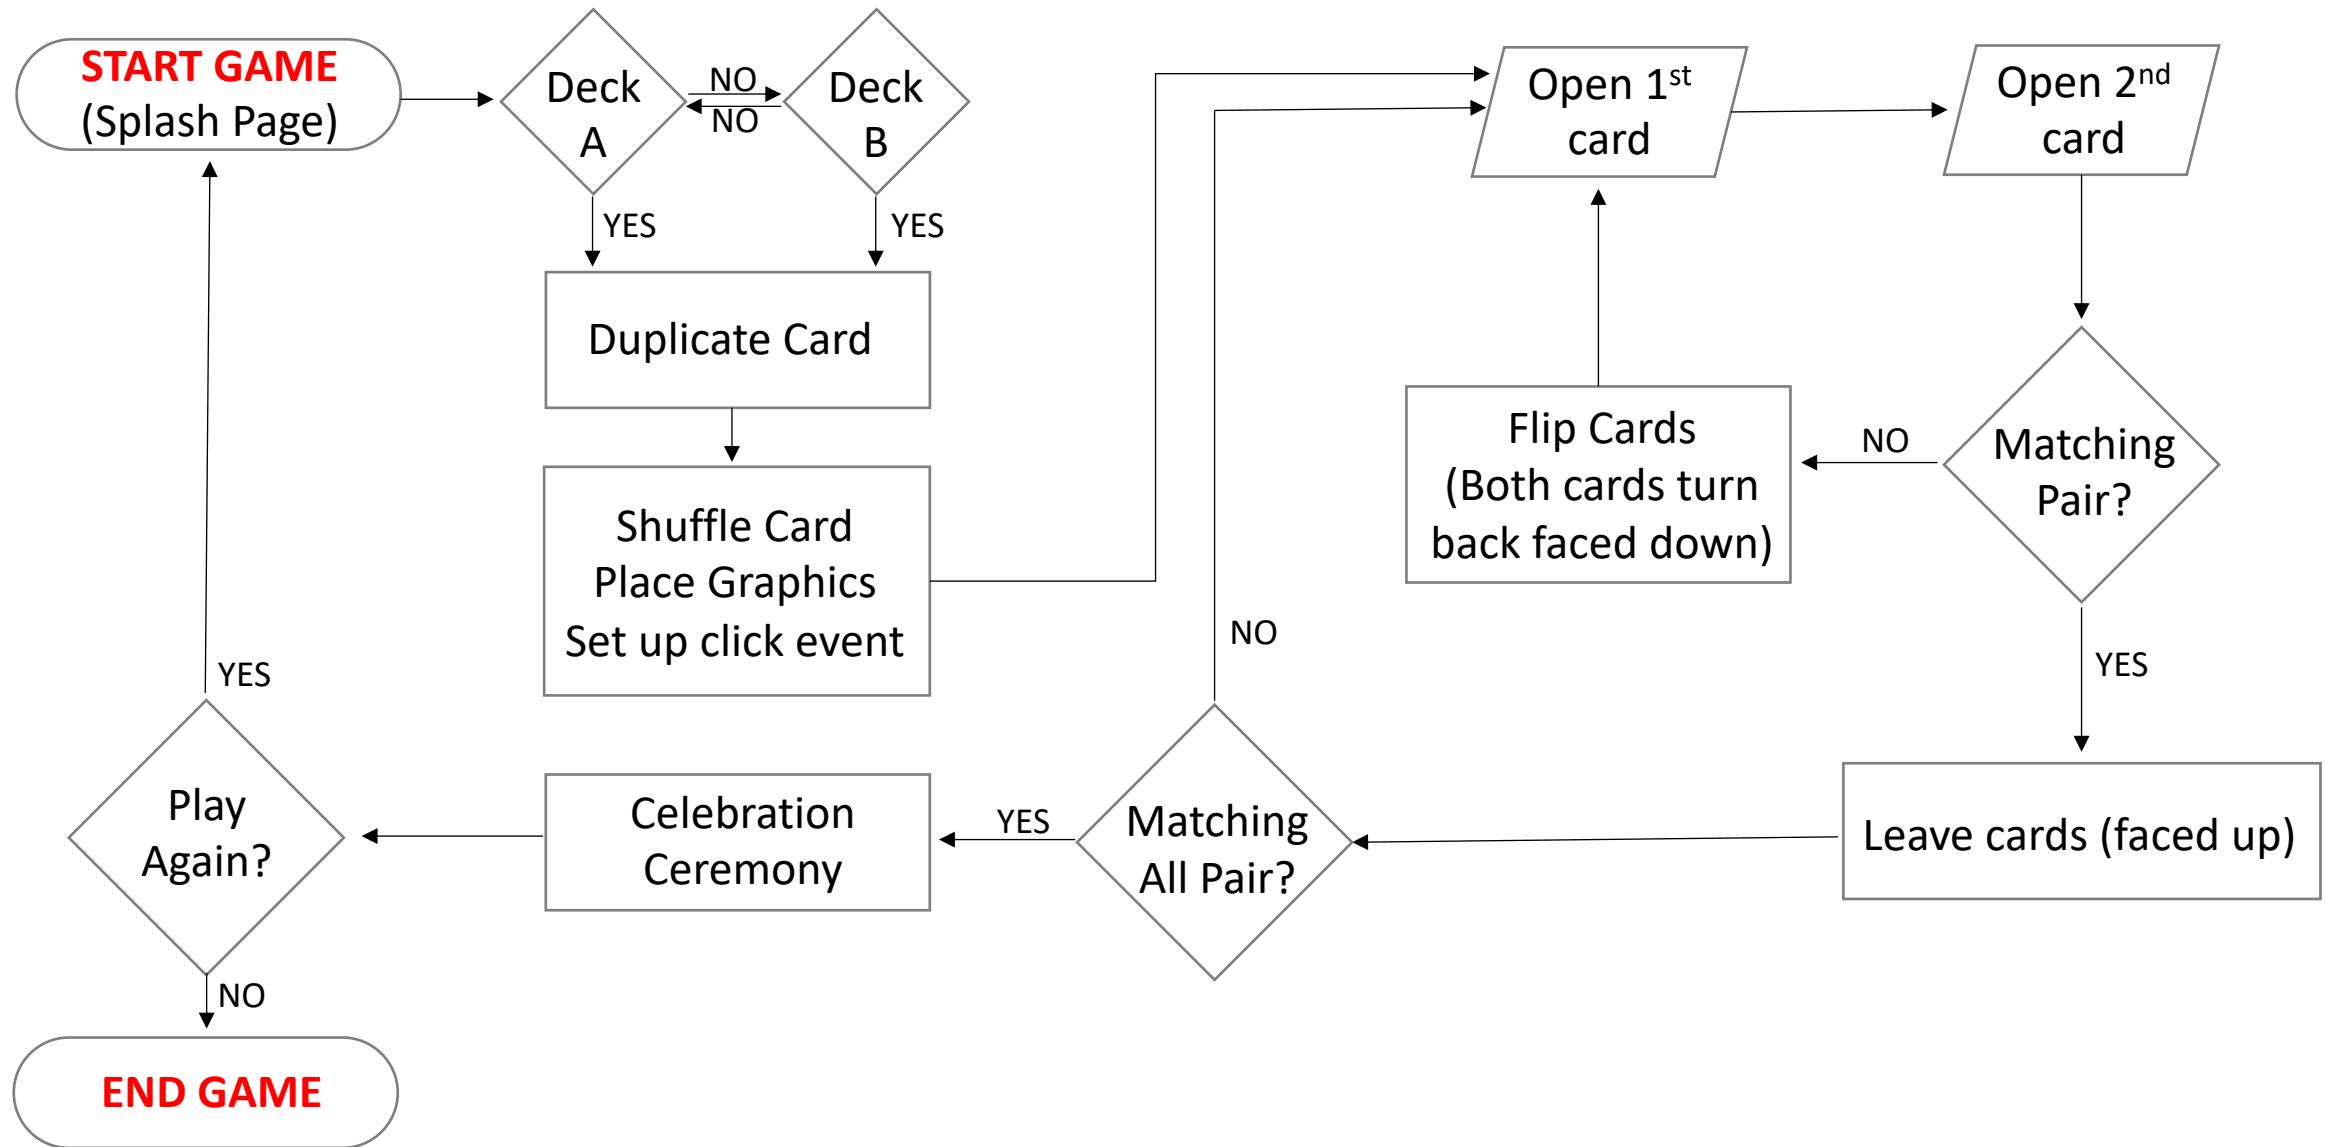 START GAME
(Splash Page)
Deck
A
NO
NO
Deck
B
YES
YES
Duplicate Card
Shuffle Card
Place Graphics
Set up click event
Open 1st
card
Open 2nd
card
Matching
Pair?
NO
Flip Cards
(Both cards turn
back faced down)
YES
Leave cards (faced up)
Matching
All Pair?
NO
YES
Celebration
Ceremony
Play
Again?
YES
NO
END GAME